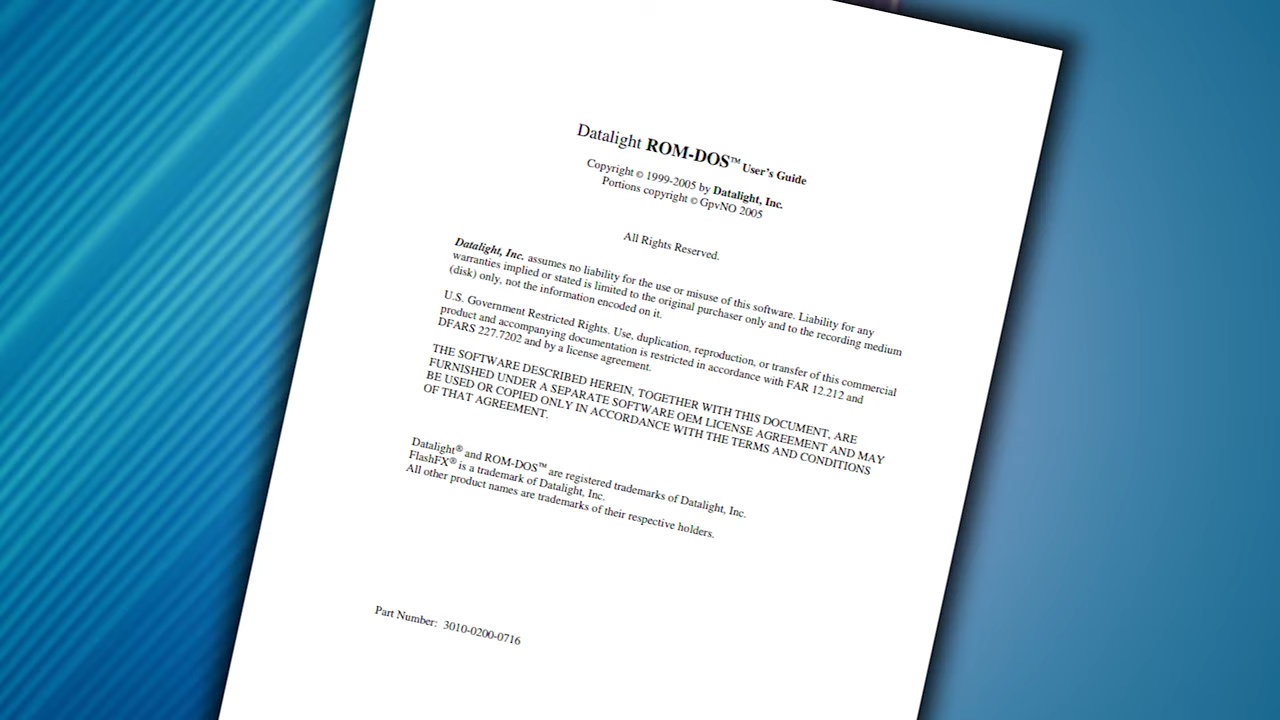 Datalight ROM-DOS™ User's Guide
Copyright © 1999-2005 by Datalight, Inc.
Portions copyright © GpvNO 2005
All Rights Reserved.
Datalight, Inc. assumes no liability for the use or misuse of this software. Liability for any
warranties implied or stated is limited to the original purchaser only and to the recording medium
(disk) only, not the information encoded on it.
U.S. Government Restricted Rights. Use, duplication, reproduction, or transfer of this commercial
product and accompanying documentation is restricted in accordance with FAR 12.212 and
DFARS 227.7202 and by a license agreement.
THE SOFTWARE DESCRIBED HEREIN, TOGETHER WITH THIS DOCUMENT, ARE
FURNISHED UNDER A SEPARATE SOFTWARE OEM LICENSE AGREEMENT AND MAY
BE USED OR COPIED ONLY IN ACCORDANCE WITH THE TERMS AND CONDITIONS
OF THAT AGREEMENT.
Datalight® and ROM-DOS™ are registered trademarks of Datalight, Inc.
FlashFX® is a trademark of Datalight, Inc.
All other product names are trademarks of their respective holders.
Part Number: 3010-0200-0716